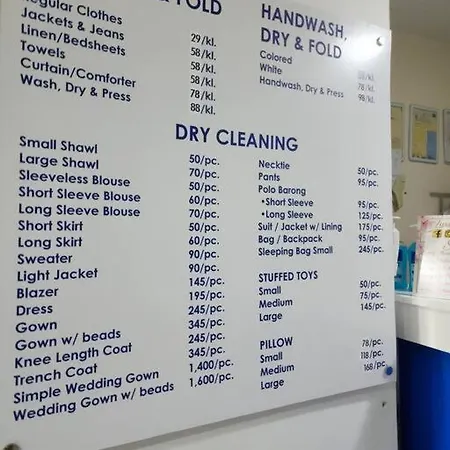 & FOLD
Regular Clothes 29/kl.
Jackets & Jeans 58/kl.
Linen/Bedsheets 58/kl.
Towels 58/kl.
Curtain/Comforter 78/kl.
Wash, Dry & Press 88/kl.
HANDWASH,
DRY & FOLD
Colored
White 78/kl.
Handwash, Dry & Press 98/kl.
DRY CLEANING
Small Shawl 50/pc.
Large Shawl 70/pc.
Sleeveless Blouse 50/pc.
Short Sleeve Blouse 60/pc.
Long Sleeve Blouse 70/pc.
Short Skirt 50/pc.
Long Skirt 60/pc.
Sweater 90/pc.
Light Jacket 90/pc.
Blazer 145/pc.
Dress 195/pc.
Gown 245/pc.
Gown w/ beads 345/pc.
Knee Length Coat 245/pc.
Trench Coat 345/pc.
Simple Wedding Gown 1,400/pc.
Wedding Gown w/ beads 1,600/pc.
Necktie 50/pc.
Pants 95/pc.
Polo Barong
•Short Sleeve 95/pc.
•Long Sleeve 125/pc.
Suit / Jacket w/ Lining 175/pc.
Bag / Backpack 95/pc.
Sleeping Bag Small 245/pc.
STUFFED TOYS
Small 50/pc.
Medium 75/pc.
Large 145/pc.
PILLOW
Small 78/pc.
Medium 118/pc.
Large 168/pc.